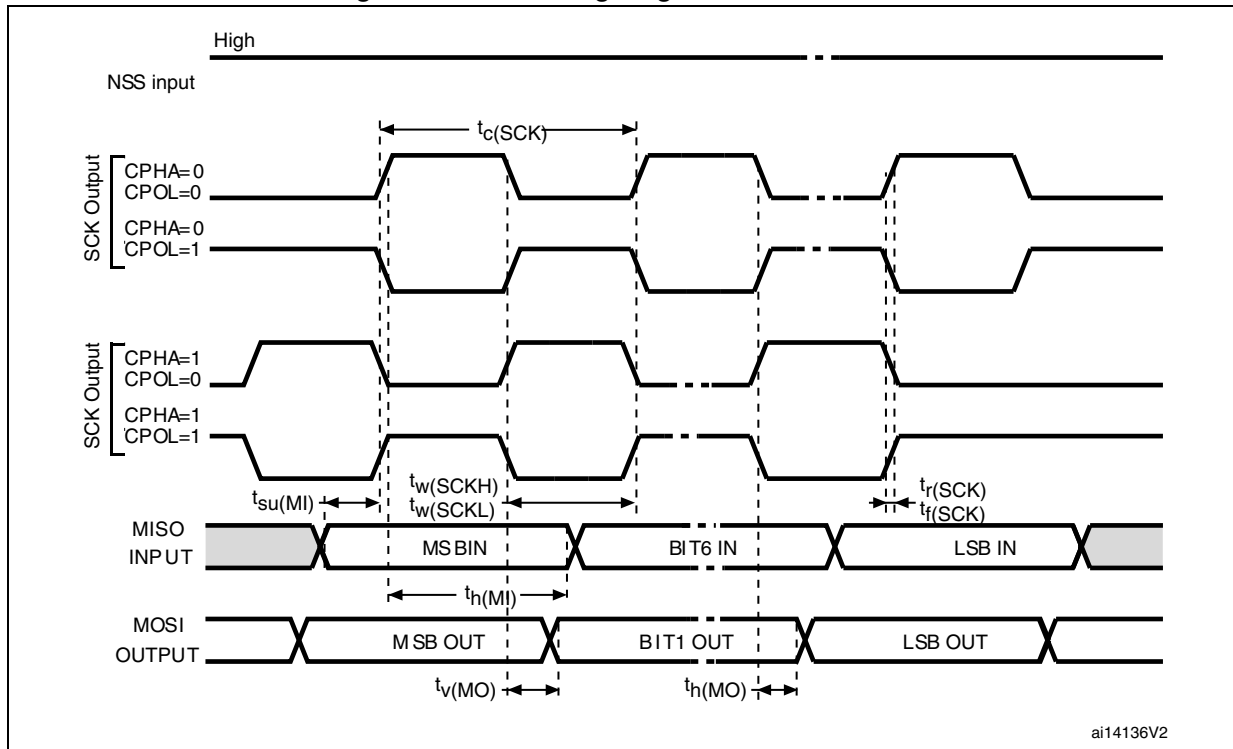 High
NSS input
tc(SCK)
SCK Output
CPHA=0
CPOL=0
CPHA=0
CPOL=1
SCK Output
CPHA=1
CPOL=0
CPHA=1
CPOL=1
tw(SCKH)
tw(SCKL)
tr(SCK)
tf(SCK)
tsu(MI)
MISO
INPUT
MSBIN
BIT6 IN
LSB IN
th(MI)
MOSI
OUTPUT
MSB OUT
BIT1 OUT
LSB OUT
tv(MO)
th(MO)
ai14136V2